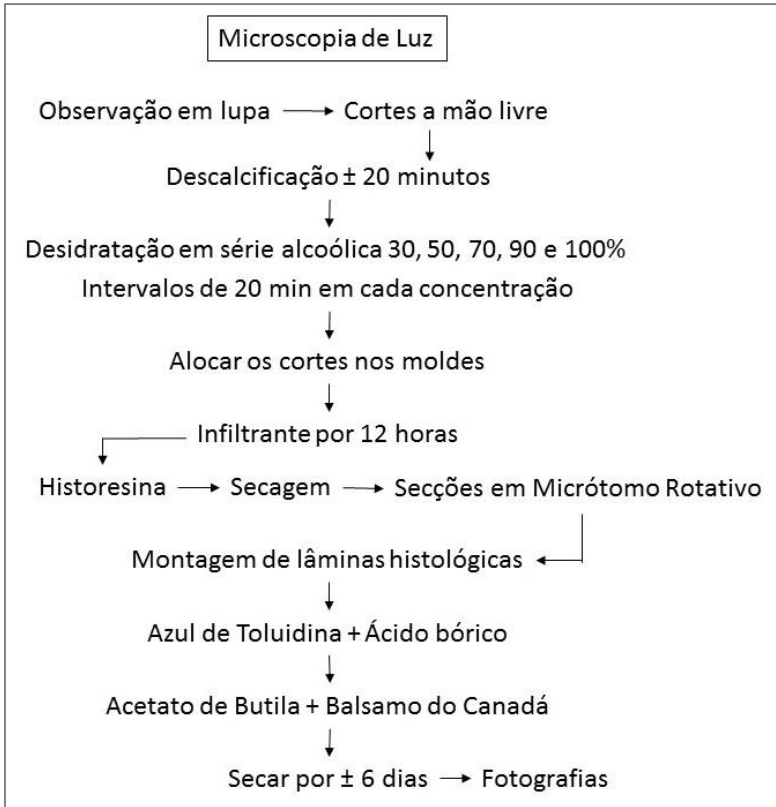 Microscopia de Luz
Observação em lupa → Cortes a mão livre
Descalcificação ± 20 minutos
Desidratação em série alcoólica 30, 50, 70, 90 e 100%
Intervalos de 20 min em cada concentração
Alocar os cortes nos moldes
Infiltrante por 12 horas
Historesina → Secagem → Secções em Micrótomo Rotativo
Montagem de lâminas histológicas
Azul de Toluidina + Ácido bórico
Acetato de Butila + Balsamo do Canadá
Secar por ± 6 dias → Fotografias